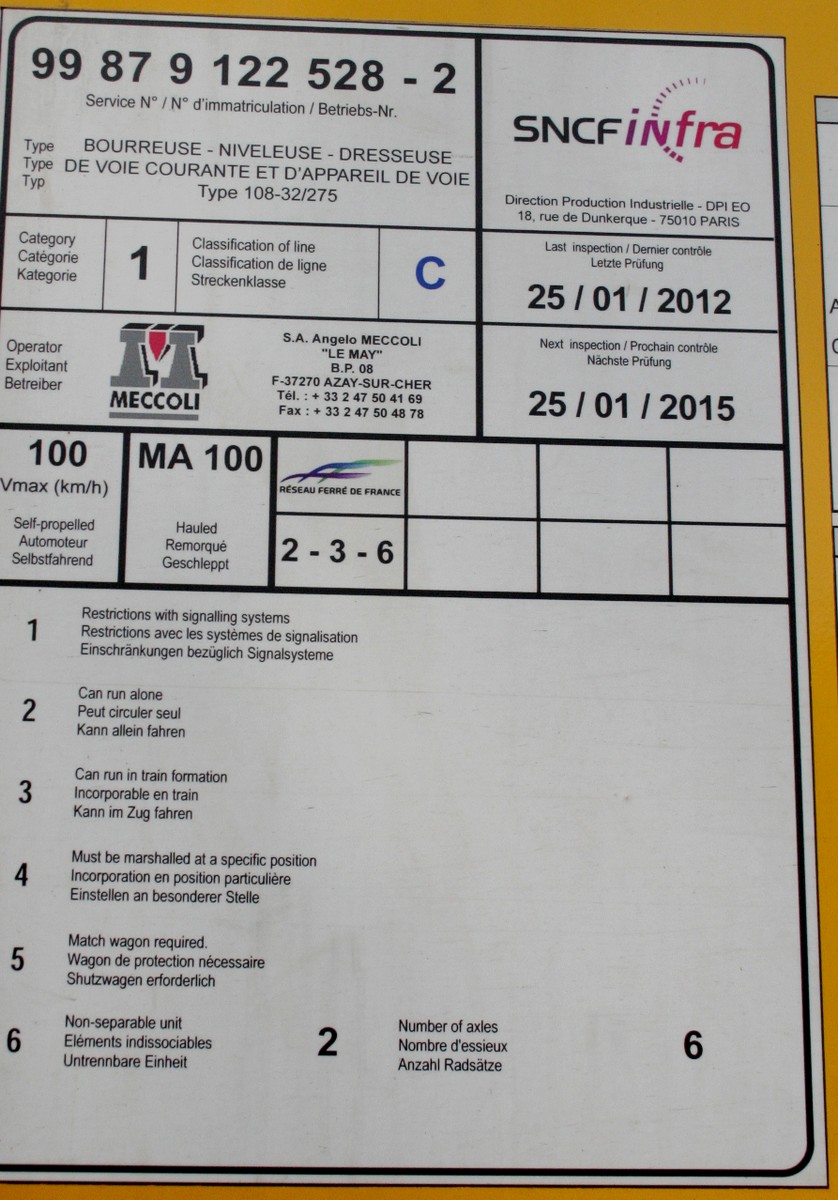 99 87 9 122 528 - 2
Service N° / N° d'immatriculation / Betriebs-Nr.
Type
Type
Typ
BOURREUSE - NIVELEUSE - DRESSEUSE
DE VOIE COURANTE ET D'APPAREIL DE VOIE
Type 108-32/275
SNCF infra
Direction Production Industrielle - DPI EO
18, rue de Dunkerque - 75010 PARIS
Category
Catégorie
Kategorie
1
Classification of line
Classification de ligne
Streckenklasse
C
Last inspection / Dernier contrôle
Letzte Prüfung
25 / 01 / 2012
Operator
Exploitant
Betreiber
MECCOLI
S.A. Angelo MECCOLI
"LE MAY"
B.P. 08
F-37270 AZAY-SUR-CHER
Tél. : + 33 2 47 50 41 69
Fax : + 33 2 47 50 48 78
Next inspection / Prochain contrôle
Nächste Prüfung
25 / 01 / 2015
100
Vmax (km/h)
Self-propelled
Automoteur
Selbstfahrend
MA 100
Hauled
Remorqué
Geschleppt
RÉSEAU FERRÉ DE FRANCE
2 - 3 - 6
1
Restrictions with signalling systems
Restrictions avec les systèmes de signalisation
Einschränkungen bezüglich Signalsysteme
2
Can run alone
Peut circuler seul
Kann allein fahren
3
Can run in train formation
Incorporable en train
Kann im Zug fahren
4
Must be marshalled at a specific position
Incorporation en position particulière
Einstellen an besonderer Stelle
5
Match wagon required.
Wagon de protection nécessaire
Shutzwagen erforderlich
6
Non-separable unit
Eléments indissociables
Untrennbare Einheit
2
Number of axles
Nombre d'essieux
Anzahl Radsätze
6